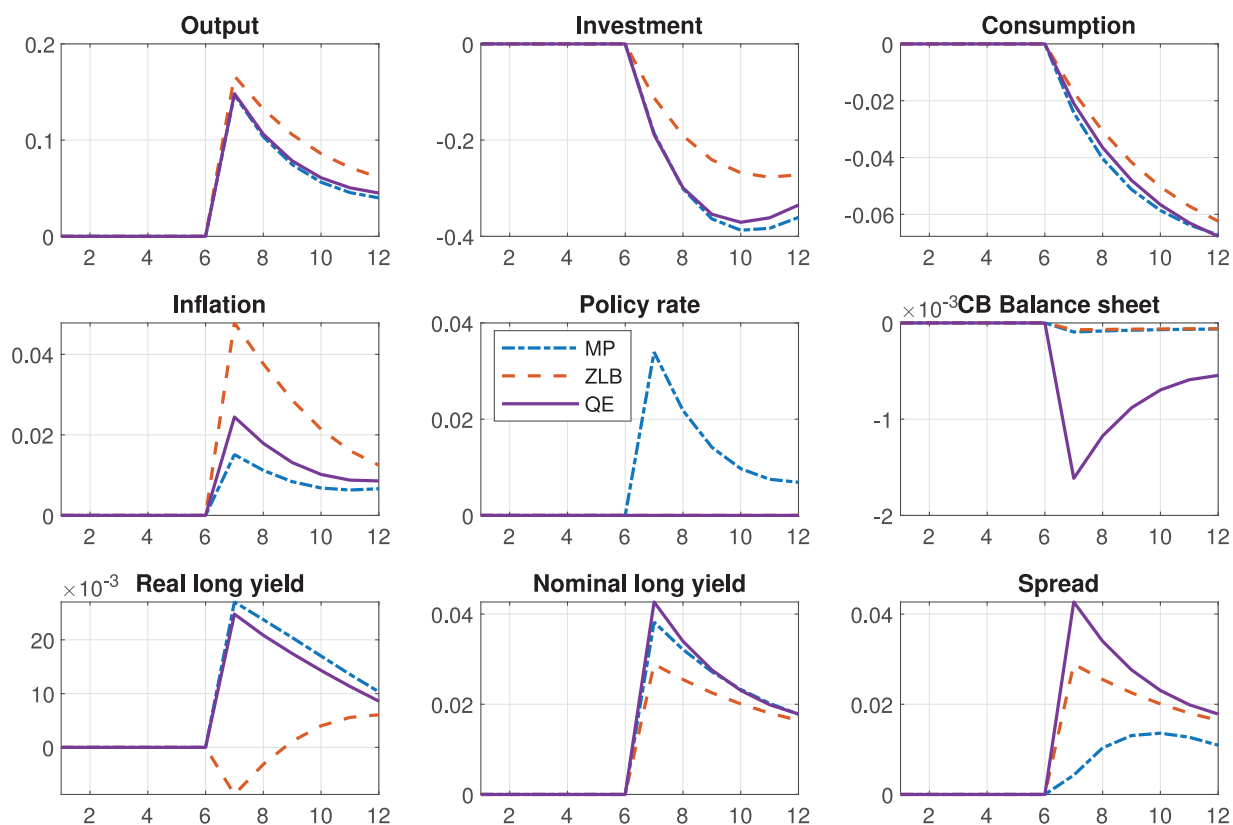 Output
0.2
0.1
0
2 4 6 8 10 12
Investment
0
-0.2
-0.4
2 4 6 8 10 12
Consumption
0
-0.02
-0.04
-0.06
2 4 6 8 10 12
Inflation
0.04
0.02
0
2 4 6 8 10 12
Policy rate
0.04
0.02
0
MP
ZLB
QE
2 4 6 8 10 12
×10⁻³ CB Balance sheet
0
-1
-2
2 4 6 8 10 12
×10⁻³ Real long yield
20
10
0
2 4 6 8 10 12
Nominal long yield
0.04
0.02
0
2 4 6 8 10 12
Spread
0.04
0.02
0
2 4 6 8 10 12